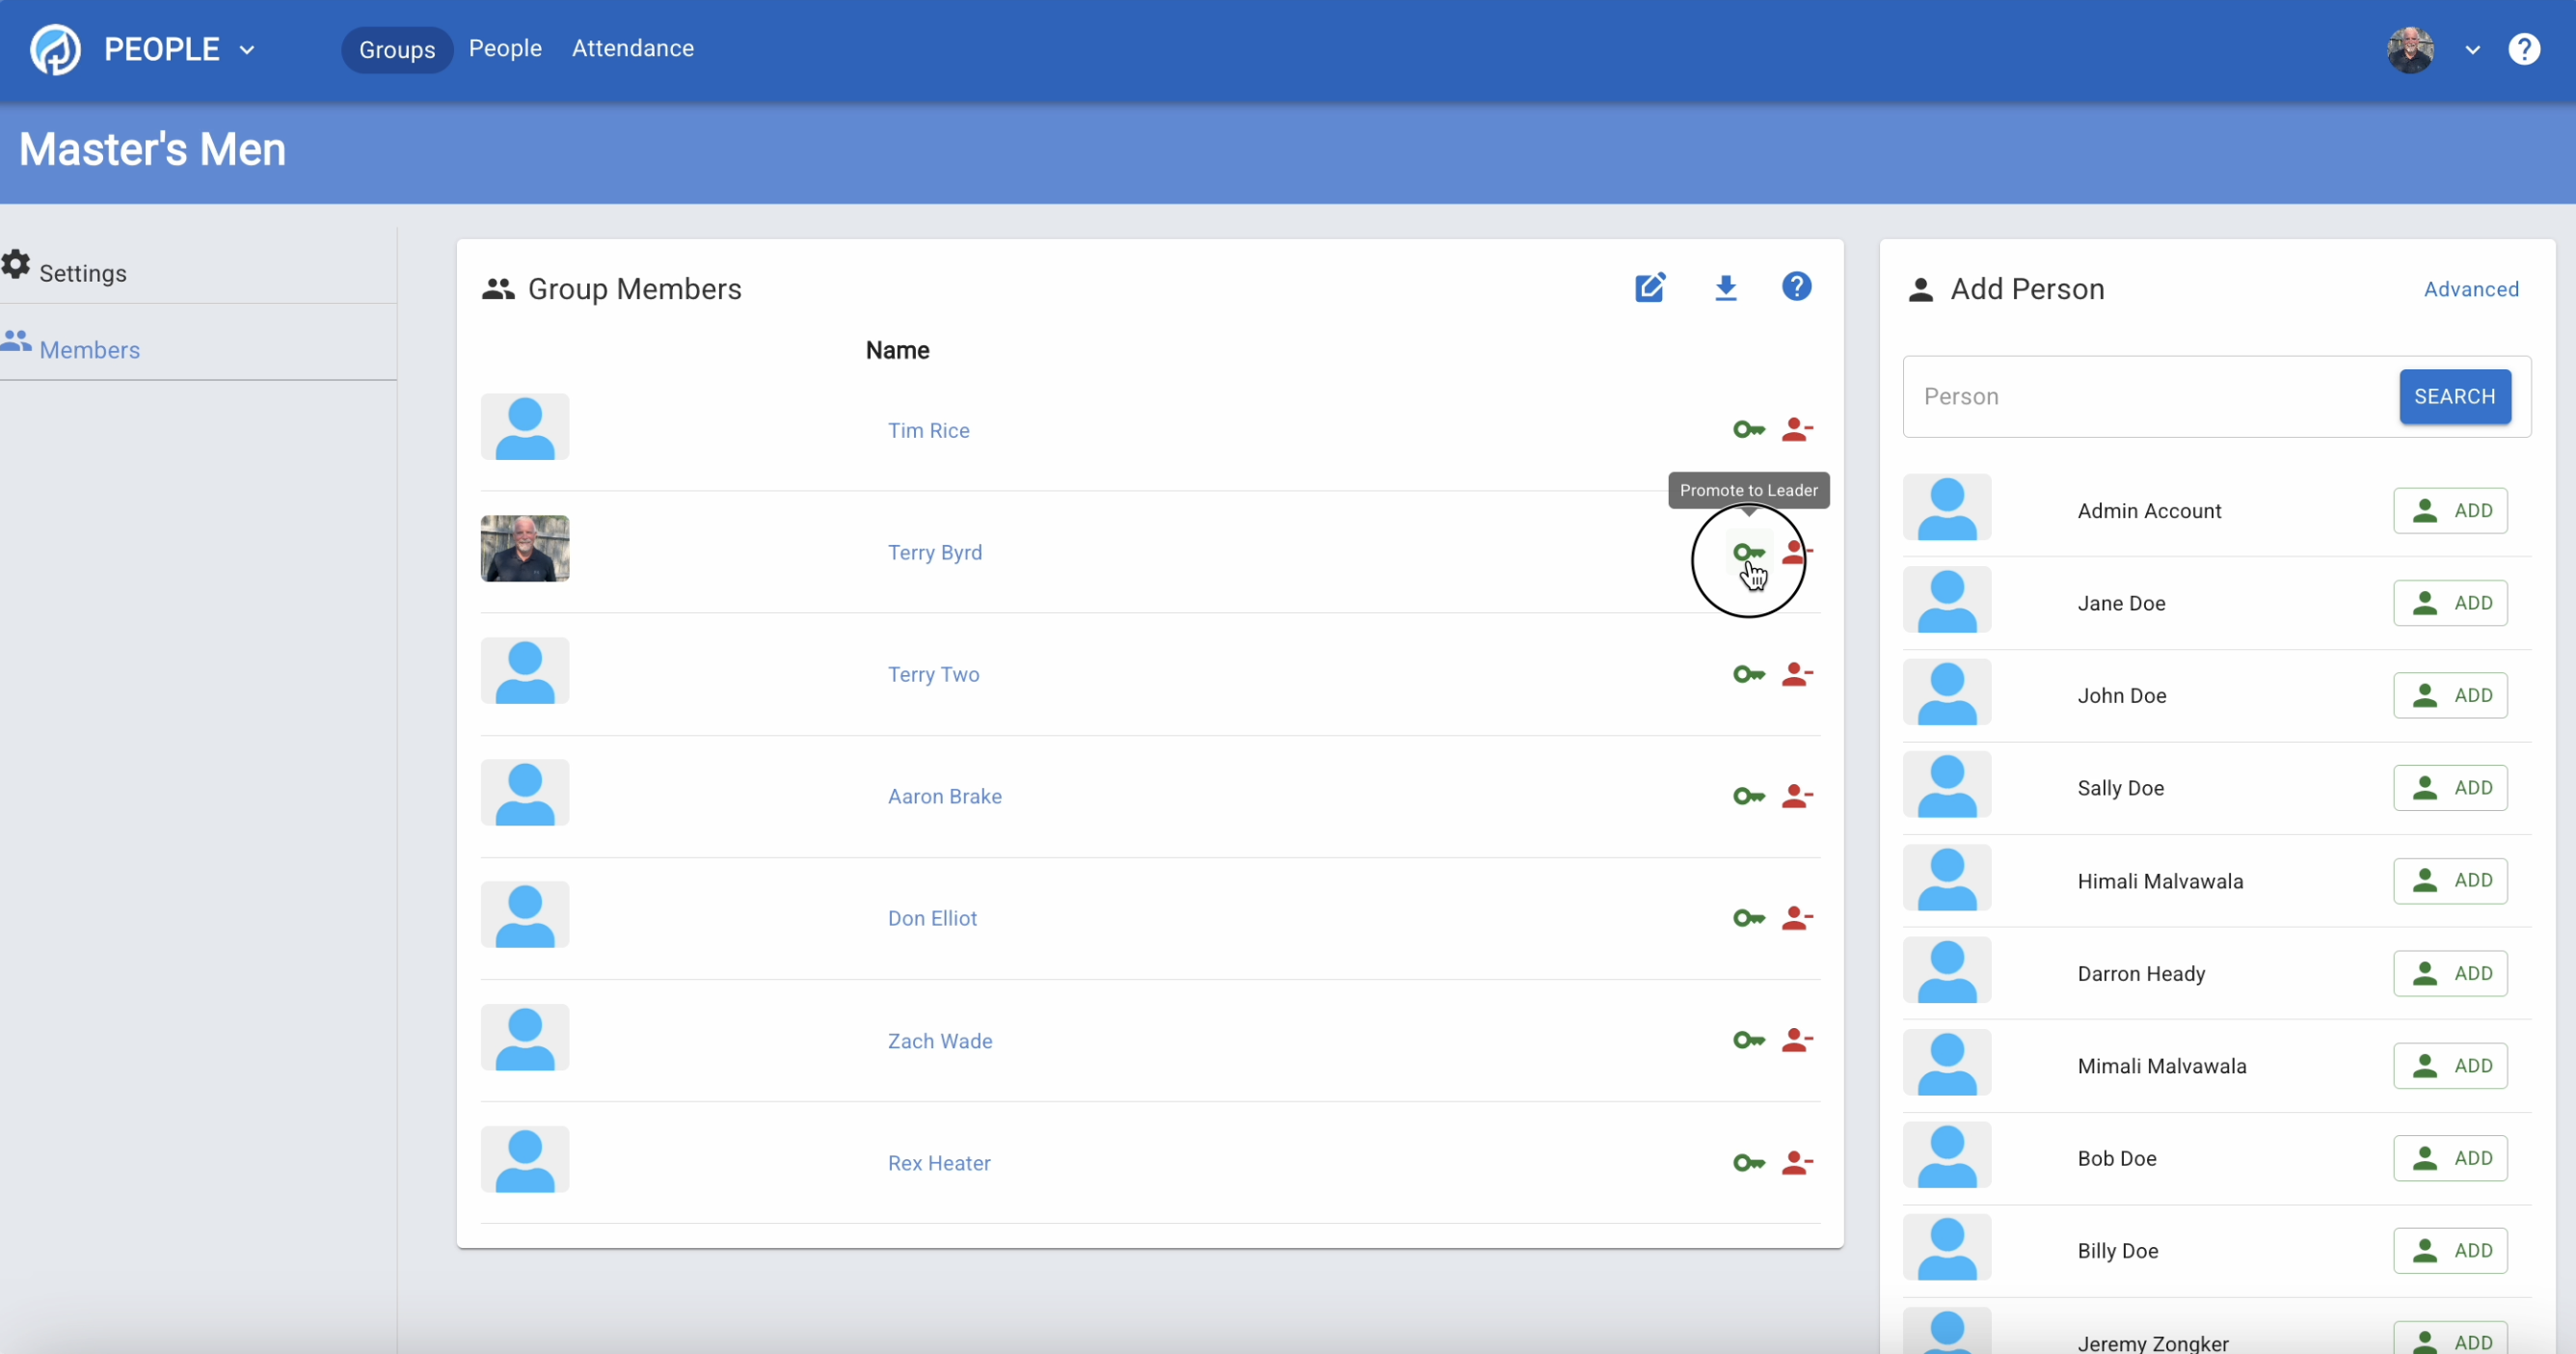 PEOPLE
Groups People Attendance
?
Master's Men
Settings
Members
Group Members
?
Name
Tim Rice
Promote to Leader
Terry Byrd
Terry Two
Aaron Brake
Don Elliot
Zach Wade
Rex Heater
Add Person
Advanced
Person
SEARCH
Admin Account ADD
Jane Doe ADD
John Doe ADD
Sally Doe ADD
Himali Malvawala ADD
Darron Heady ADD
Mimali Malvawala ADD
Bob Doe ADD
Billy Doe ADD
Jeremy Zongker ADD